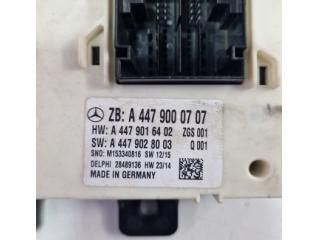 ZB: A 447 900 07 07
HW: A 447 901 64 02 ZGS 001
SW: A 447 902 80 03 Q 001
SNO: M153340816 SW 12/15
DELPHI 28489136 HW 23/14
MADE IN GERMANY